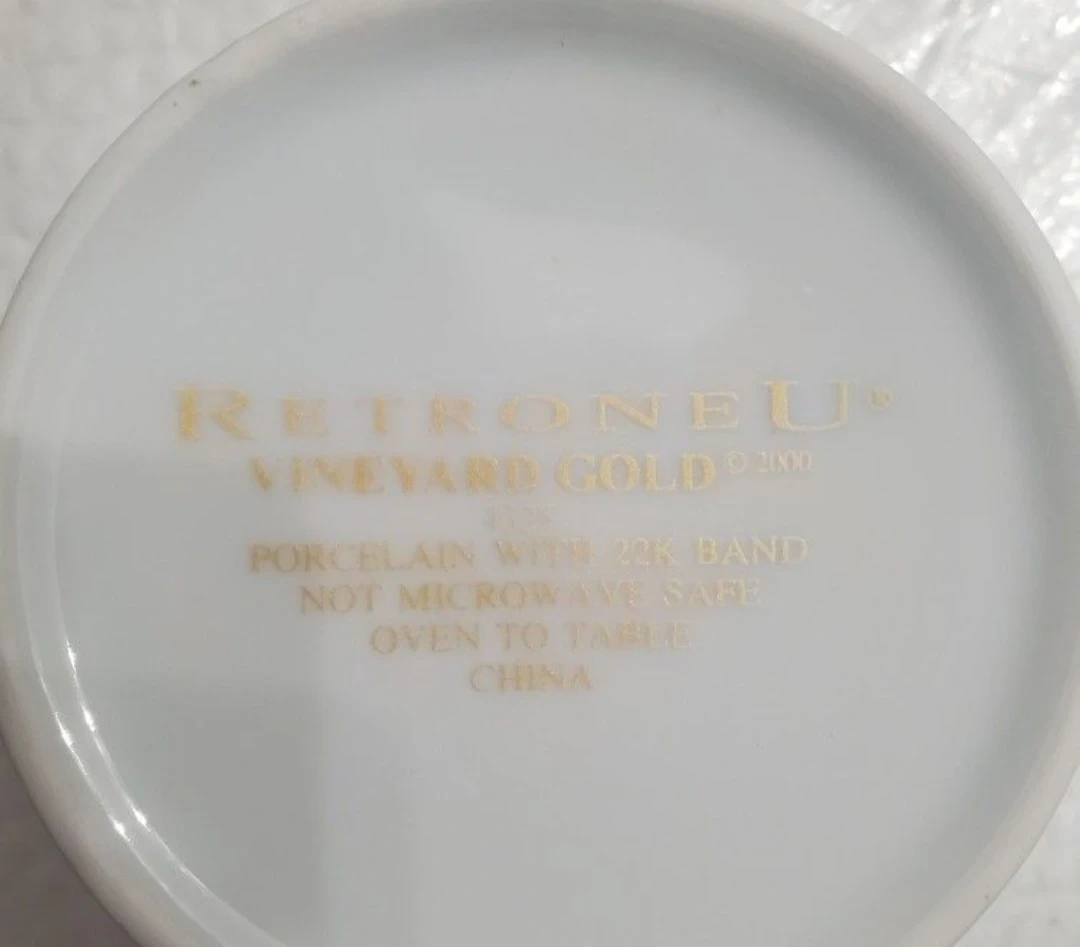 RETRONEU®
VINEYARD GOLD © 2000
PORCELAIN WITH 22K BAND
NOT MICROWAVE SAFE
OVEN TO TABLE
CHINA